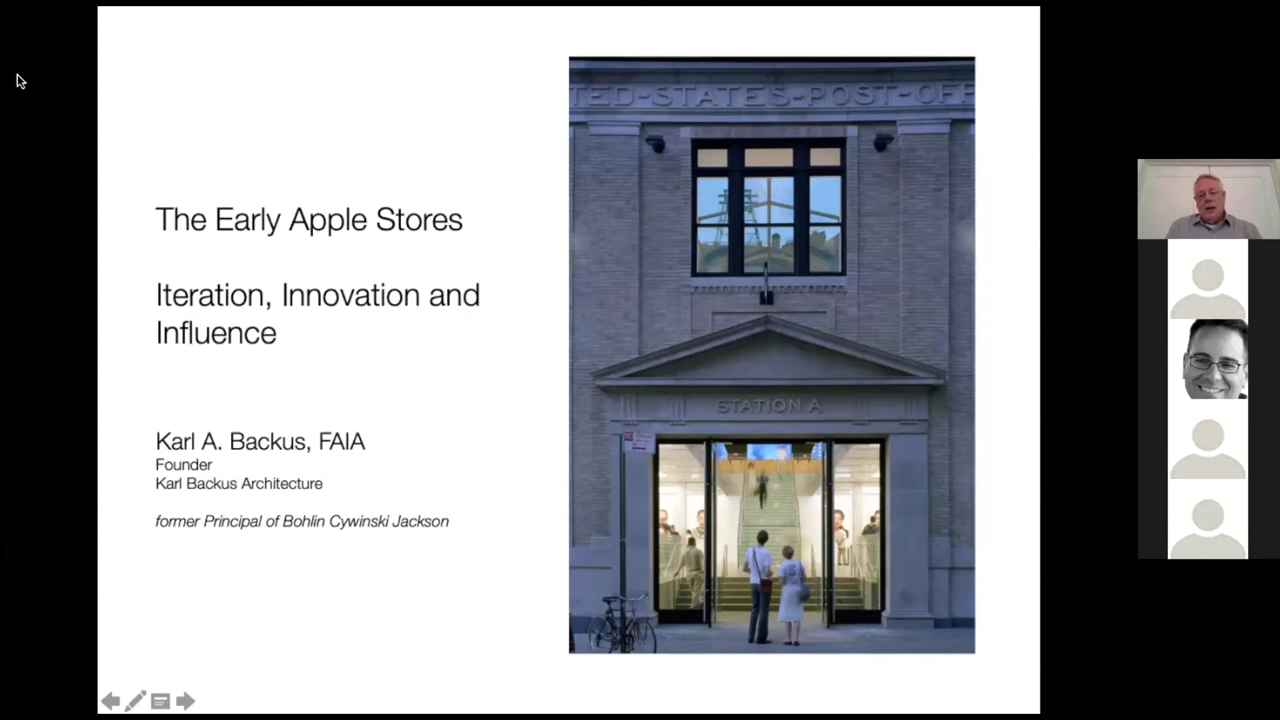 The Early Apple Stores
Iteration, Innovation and
Influence
Karl A. Backus, FAIA
Founder
Karl Backus Architecture
former Principal of Bohlin Cywinski Jackson
TED-STATES-POST-OFF
STATION A